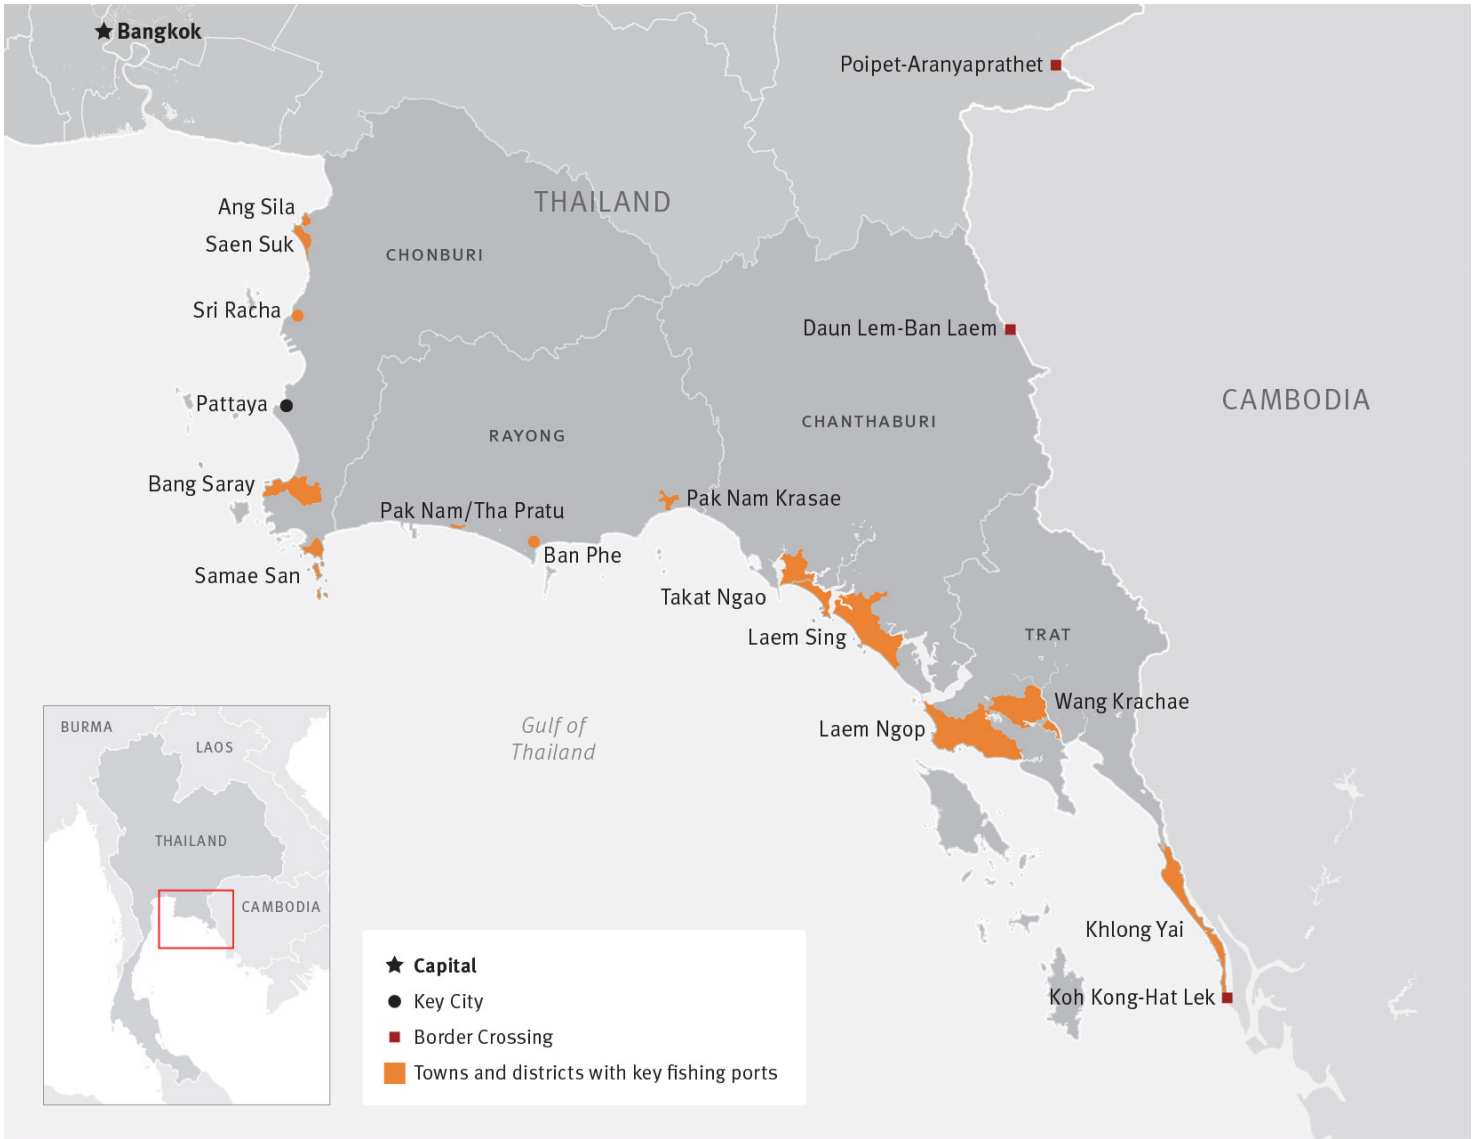 Bangkok
Poipet-Aranyaprathet
THAILAND
Ang Sila
Saen Suk
CHONBURI
Sri Racha
Daun Lem-Ban Laem
Pattaya
CAMBODIA
CHANTHABURI
RAYONG
Bang Saray
Pak Nam Krasae
Pak Nam/Tha Pratu
Ban Phe
Samae San
Takat Ngao
Laem Sing
TRAT
Wang Krachae
Laem Ngop
Gulf of
Thailand
Khlong Yai
Koh Kong-Hat Lek
BURMA
LAOS
THAILAND
CAMBODIA
Capital
Key City
Border Crossing
Towns and districts with key fishing ports